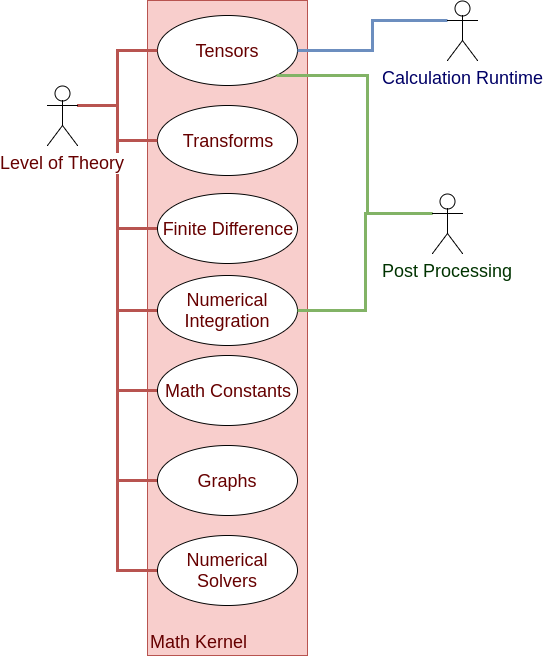 Tensors
Calculation Runtime
Transforms
Level of Theory
Finite Difference
Post Processing
Numerical
Integration
Math Constants
Graphs
Numerical
Solvers
Math Kernel